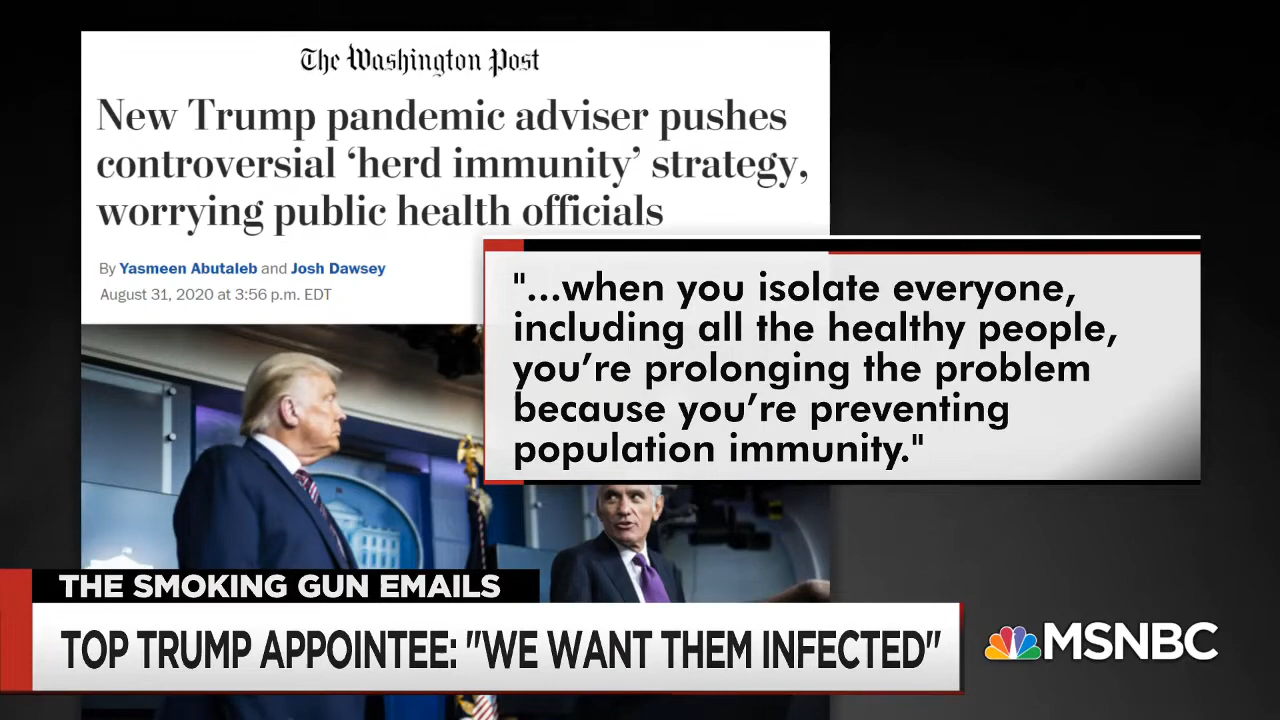 The Washington Post
New Trump pandemic adviser pushes
controversial ‘herd immunity’ strategy,
worrying public health officials
By Yasmeen Abutaleb and Josh Dawsey
August 31, 2020 at 3:56 p.m. EDT
"...when you isolate everyone,
including all the healthy people,
you’re prolonging the problem
because you’re preventing
population immunity."
THE SMOKING GUN EMAILS
TOP TRUMP APPOINTEE: "WE WANT THEM INFECTED"
MSNBC